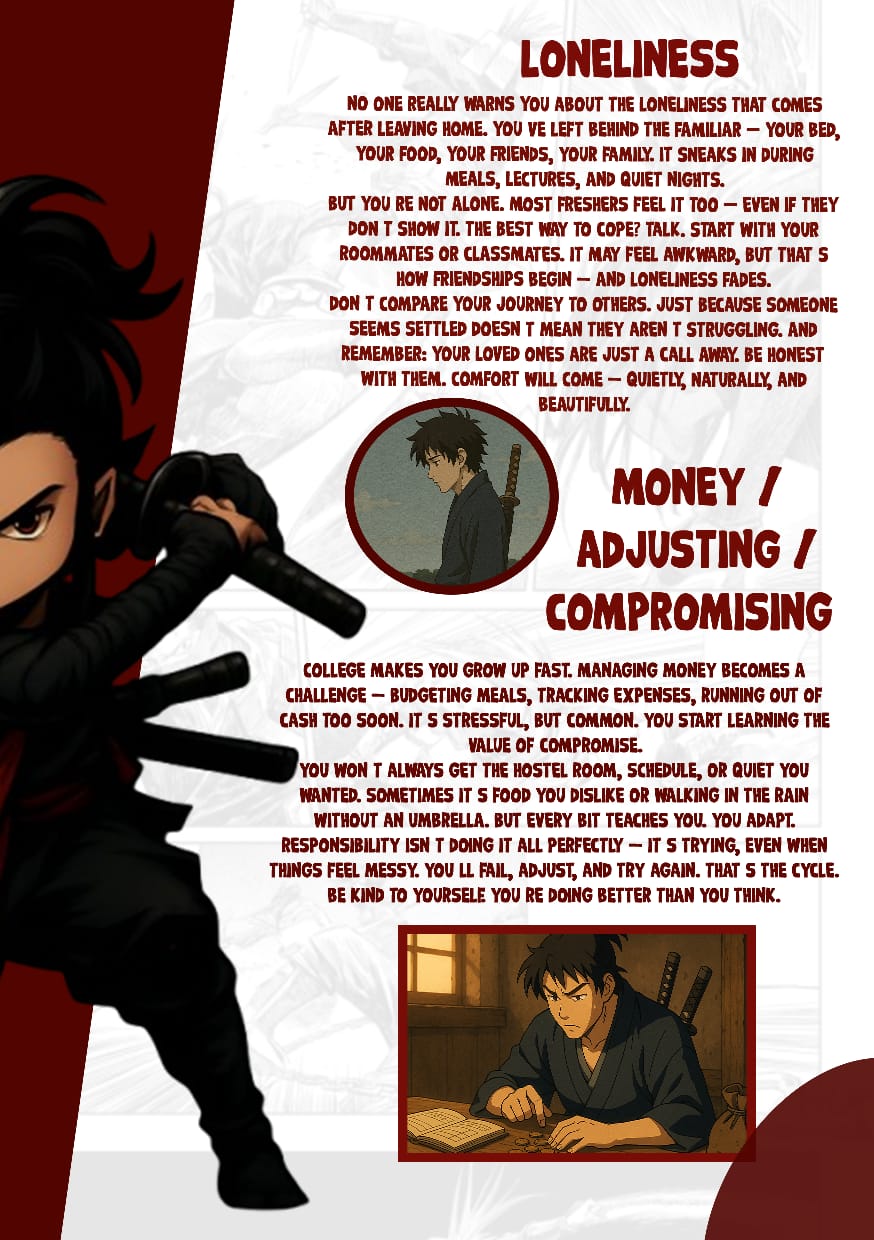 LONELINESS
NO ONE REALLY WARNS YOU ABOUT THE LONELINESS THAT COMES
AFTER LEAVING HOME. YOU VE LEFT BEHIND THE FAMILIAR — YOUR BED,
YOUR FOOD, YOUR FRIENDS, YOUR FAMILY. IT SNEAKS IN DURING
MEALS, LECTURES, AND QUIET NIGHTS.
BUT YOU RE NOT ALONE. MOST FRESHERS FEEL IT TOO — EVEN IF THEY
DON T SHOW IT. THE BEST WAY TO COPE? TALK. START WITH YOUR
ROOMMATES OR CLASSMATES. IT MAY FEEL AWKWARD, BUT THAT S
HOW FRIENDSHIPS BEGIN — AND LONELINESS FADES.
DON T COMPARE YOUR JOURNEY TO OTHERS. JUST BECAUSE SOMEONE
SEEMS SETTLED DOESN T MEAN THEY AREN T STRUGGLING. AND
REMEMBER: YOUR LOVED ONES ARE JUST A CALL AWAY. BE HONEST
WITH THEM. COMFORT WILL COME — QUIETLY, NATURALLY, AND
BEAUTIFULLY.
MONEY /
ADJUSTING /
COMPROMISING
COLLEGE MAKES YOU GROW UP FAST. MANAGING MONEY BECOMES A
CHALLENGE — BUDGETING MEALS, TRACKING EXPENSES, RUNNING OUT OF
CASH TOO SOON. IT S STRESSFUL, BUT COMMON. YOU START LEARNING THE
VALUE OF COMPROMISE.
YOU WON T ALWAYS GET THE HOSTEL ROOM, SCHEDULE, OR QUIET YOU
WANTED. SOMETIMES IT S FOOD YOU DISLIKE OR WALKING IN THE RAIN
WITHOUT AN UMBRELLA. BUT EVERY BIT TEACHES YOU. YOU ADAPT.
RESPONSIBILITY ISN T DOING IT ALL PERFECTLY — IT S TRYING, EVEN WHEN
THINGS FEEL MESSY. YOU LL FAIL, ADJUST, AND TRY AGAIN. THAT S THE CYCLE.
BE KIND TO YOURSELF. YOU RE DOING BETTER THAN YOU THINK.